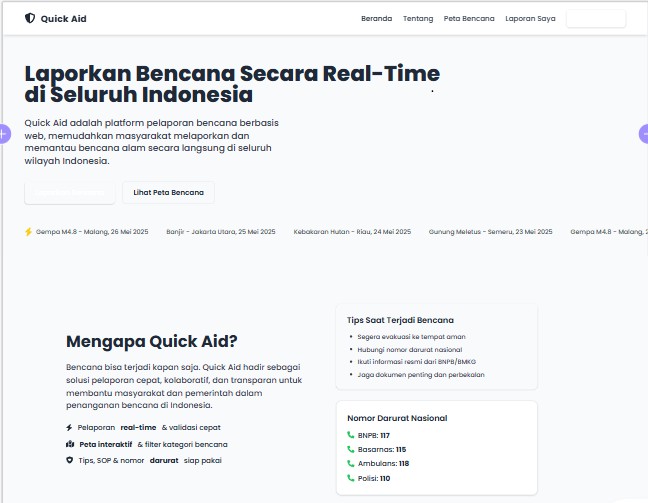 Quick Aid
Beranda Tentang Peta Bencana Laporan Saya
Laporkan Bencana Secara Real-Time
di Seluruh Indonesia
Quick Aid adalah platform pelaporan bencana berbasis
web, memudahkan masyarakat melaporkan dan
memantau bencana alam secara langsung di seluruh
wilayah Indonesia.
Lihat Peta Bencana
Gempa M4.8 - Malang, 26 Mei 2025 Banjir - Jakarta Utara, 25 Mei 2025 Kebakaran Hutan - Riau, 24 Mei 2025 Gunung Meletus - Semeru, 23 Mei 2025 Gempa M4.8 - Malang, 2
Mengapa Quick Aid?
Bencana bisa terjadi kapan saja. Quick Aid hadir sebagai
solusi pelaporan cepat, kolaboratif, dan transparan untuk
membantu masyarakat dan pemerintah dalam
penanganan bencana di Indonesia.
Pelaporan real-time & validasi cepat
Peta interaktif & filter kategori bencana
Tips, SOP & nomor darurat siap pakai
Tips Saat Terjadi Bencana
Segera evakuasi ke tempat aman
Hubungi nomor darurat nasional
Ikuti informasi resmi dari BNPB/BMKG
Jaga dokumen penting dan perbekalan
Nomor Darurat Nasional
BNPB: 117
Basarnas: 115
Ambulans: 118
Polisi: 110